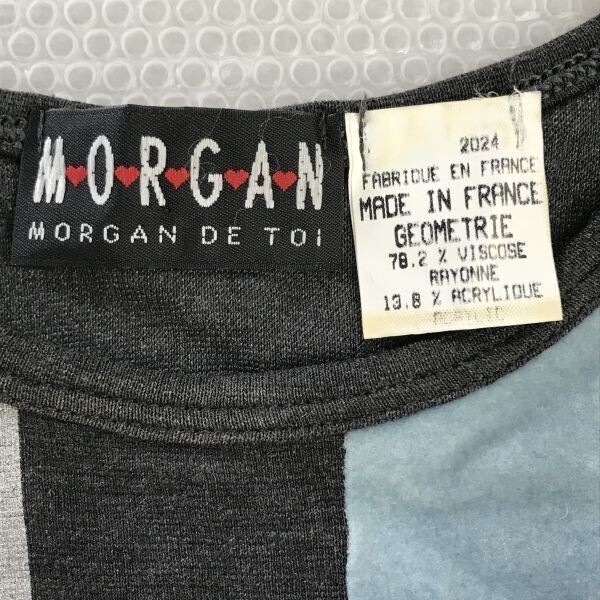 MORGAN
MORGAN DE TOI
2024
FABRIQUE EN FRANCE
MADE IN FRANCE
GEOMETRIE
78.2 % VISCOSE
RAYONNE
13.8 % ACRYLIQUE